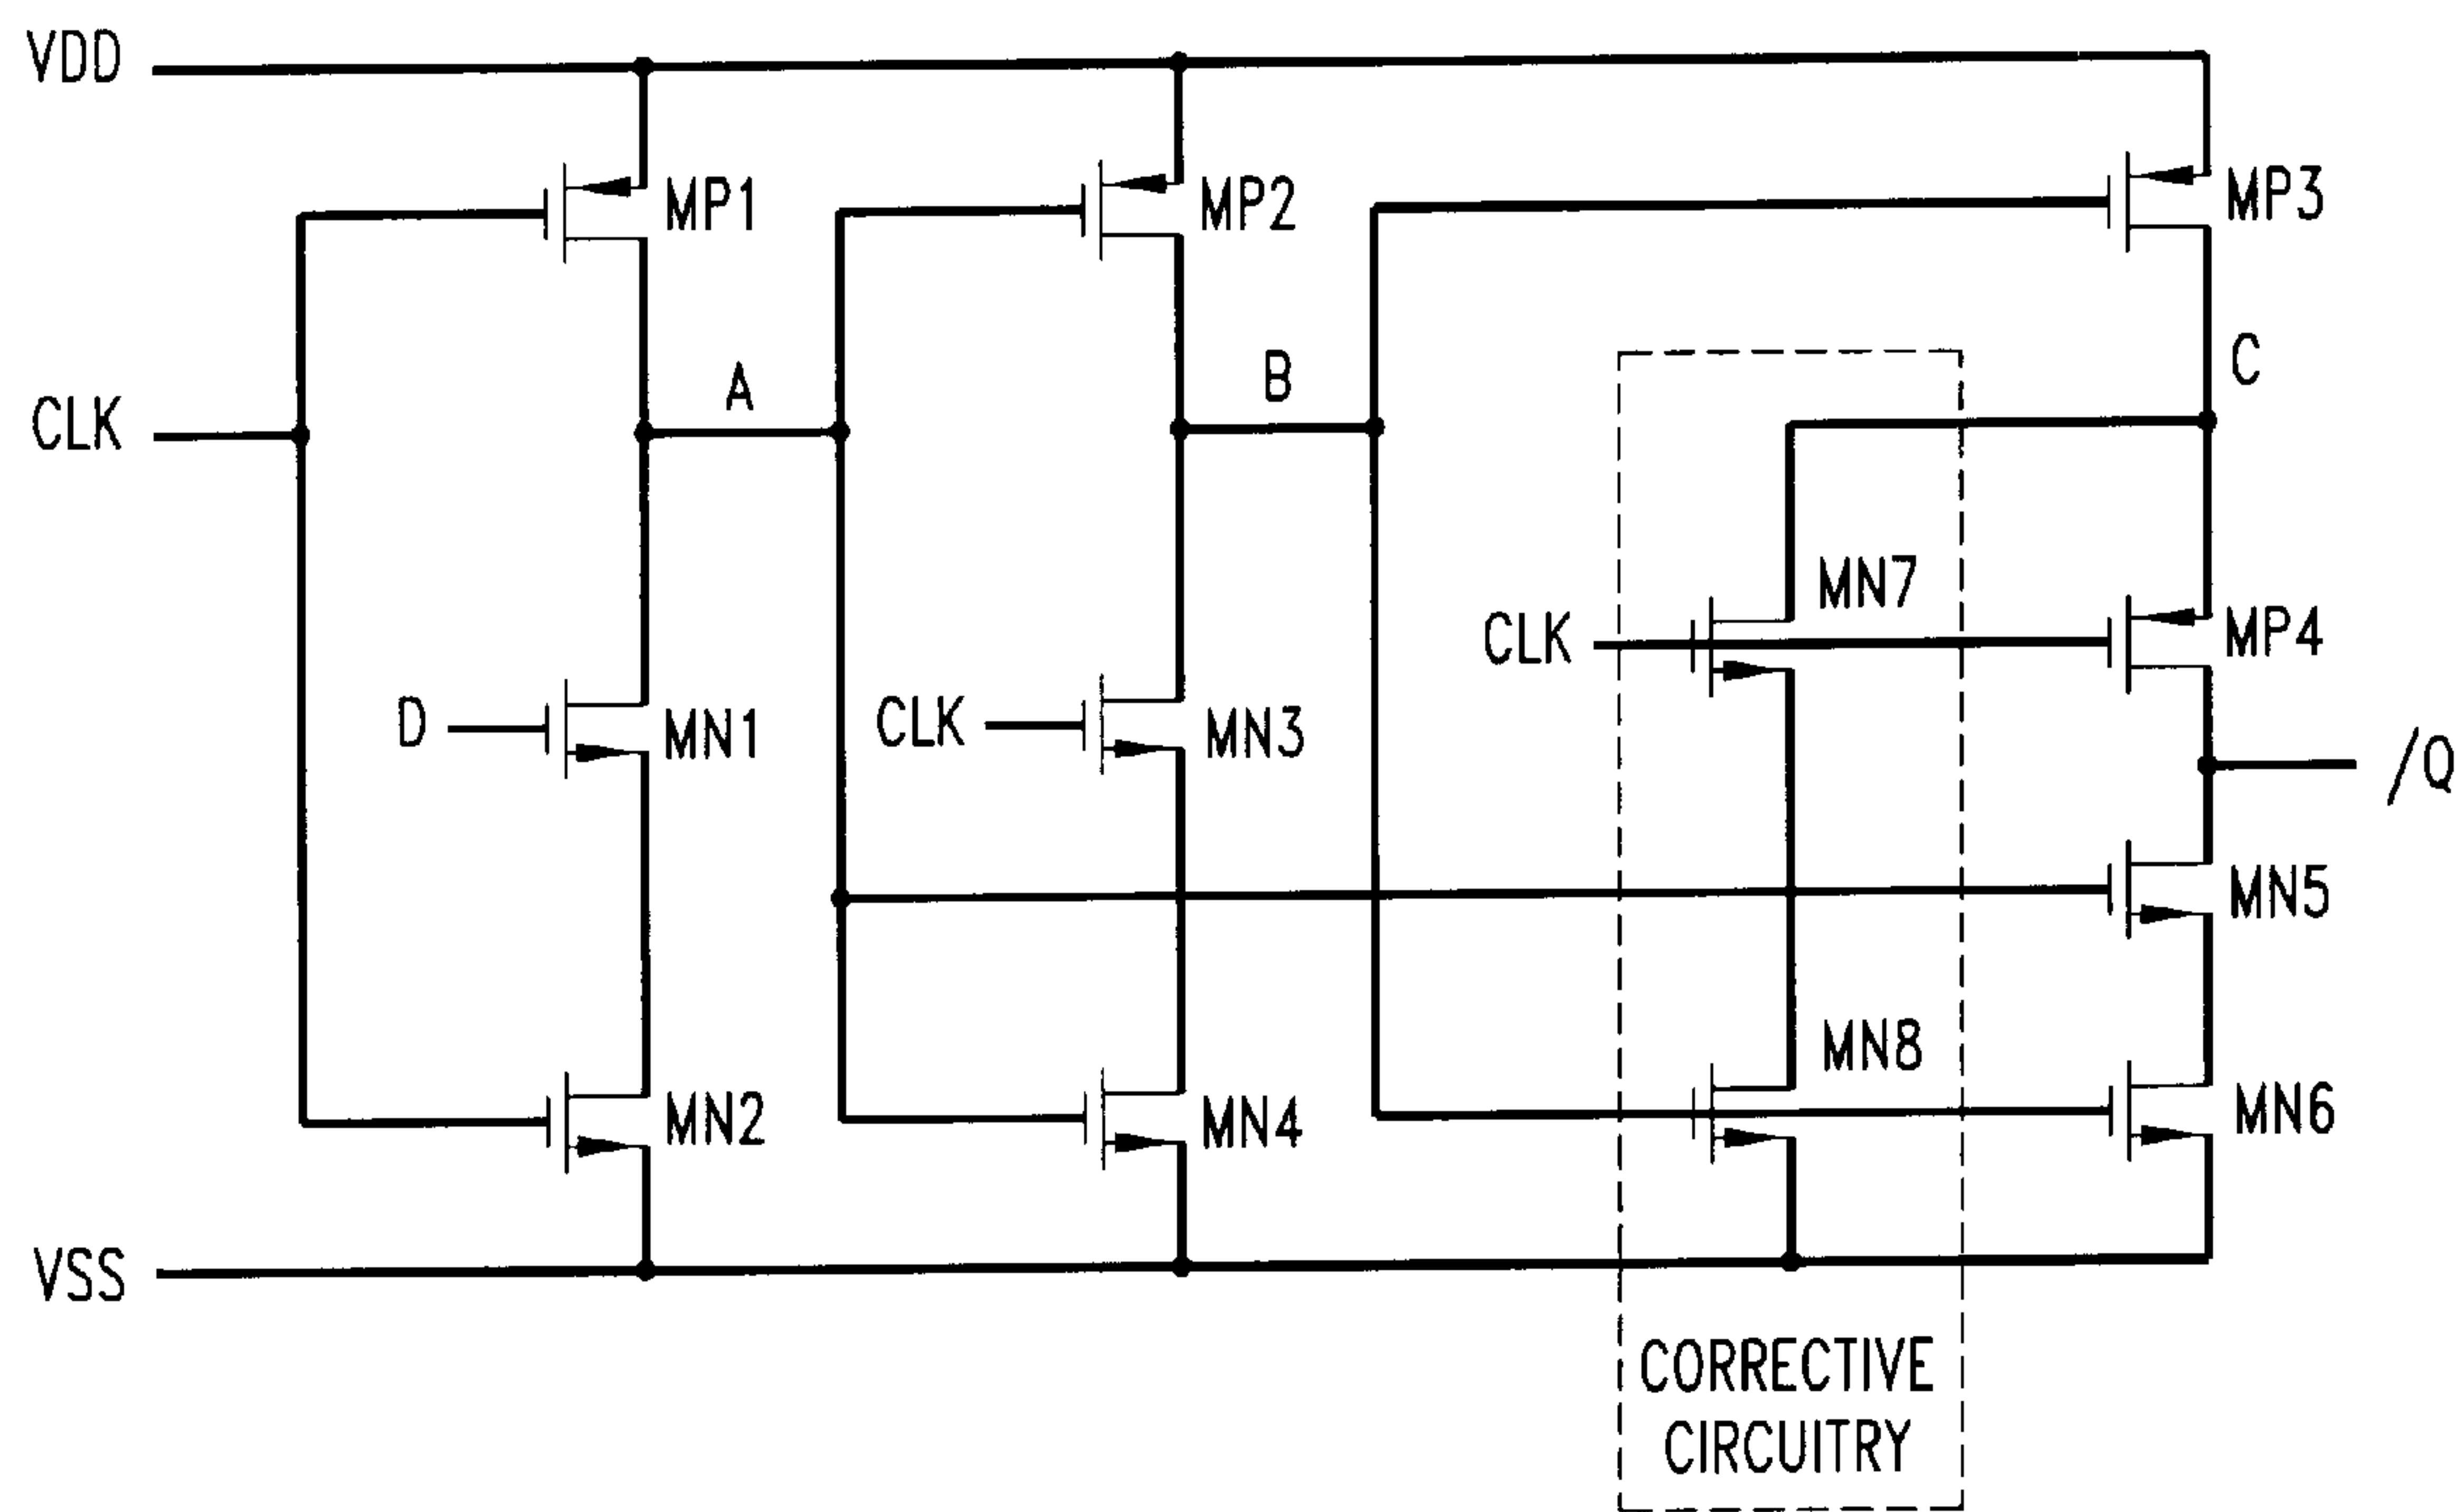 VDD
MP1
MP2
MP3
C
B
A
CLK
MN7
CLK
MP4
D
MN1
CLK
MN3
/Q
MN5
MN8
MN2
MN4
MN6
VSS
CORRECTIVE
CIRCUITRY